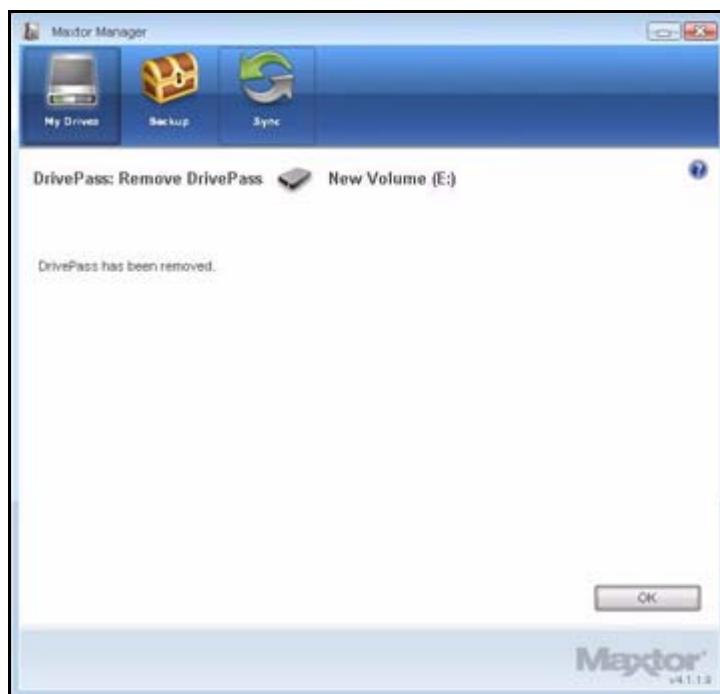 Maxtor Manager
My Drives
Backup
Sync
DrivePass: Remove DrivePass
New Volume (E:)
?
DrivePass has been removed.
OK
Maxtor